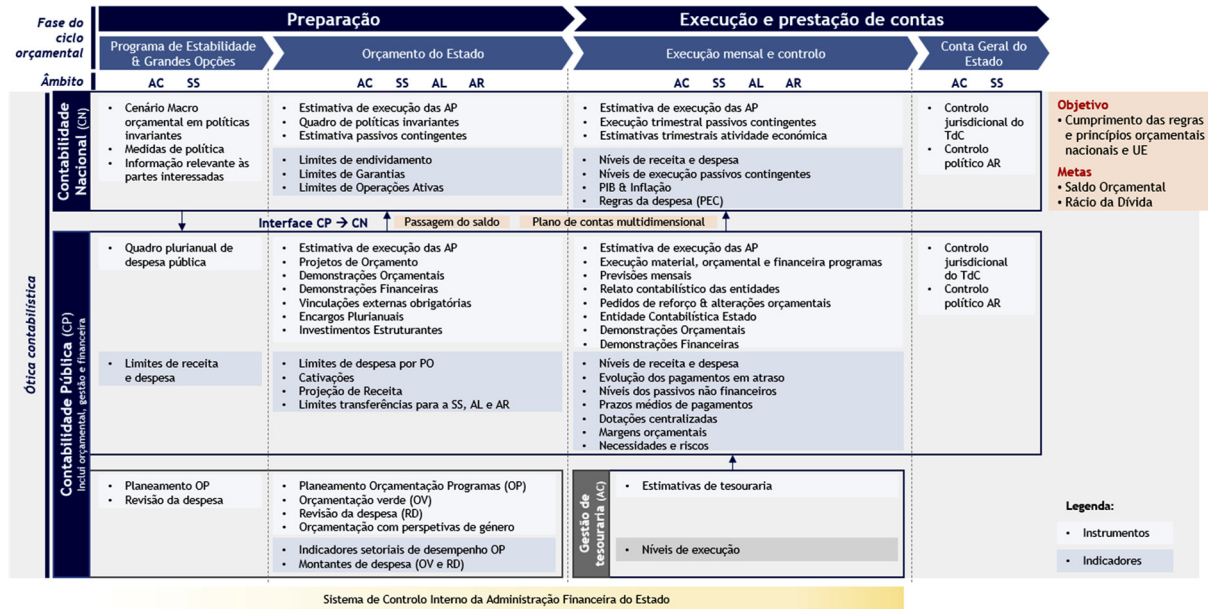 Fase do
ciclo
orçamental
Preparação
Execução e prestação de contas
Programa de Estabilidade
& Grandes Opções
Orçamento do Estado
Execução mensal e controlo
Conta Geral do
Estado
Âmbito
AC SS
AC SS AL AR
AC SS AL AR
AC SS
Ótica contabilística
Contabilidade
Nacional (CN)
• Cenário Macro
orçamental em políticas
invariantes
• Medidas de política
• Informação relevante às
partes interessadas
• Estimativa de execução das AP
• Quadro de políticas invariantes
• Estimativa passivos contingentes
• Limites de endividamento
• Limites de Garantias
• Limites de Operações Ativas
• Estimativa de execução das AP
• Execução trimestral passivos contingentes
• Estimativas trimestrais atividade económica
• Níveis de receita e despesa
• Níveis de execução passivos contingentes
• PIB & Inflação
• Regras da despesa (PEC)
• Controlo
jurisdicional do
TdC
• Controlo
político AR
Objetivo
• Cumprimento das regras
e princípios orçamentais
nacionais e UE
Metas
• Saldo Orçamental
• Rácio da Dívida
Interface CP → CN
Passagem do saldo
Plano de contas multidimensional
Contabilidade Pública (CP)
Inclui orçamental, gestão e financeira
• Quadro plurianual de
despesa pública
• Limites de receita
e despesa
• Estimativa de execução das AP
• Projetos de Orçamento
• Demonstrações Orçamentais
• Demonstrações Financeiras
• Vinculações externas obrigatórias
• Encargos Plurianuais
• Investimentos Estruturantes
• Limites de despesa por PO
• Cativações
• Projeção de Receita
• Limites transferências para a SS, AL e AR
• Estimativa de execução das AP
• Execução material, orçamental e financeira programas
• Previsões mensais
• Relato contabilístico das entidades
• Pedidos de reforço & alterações orçamentais
• Entidade Contabilística Estado
• Demonstrações Orçamentais
• Demonstrações Financeiras
• Níveis de receita e despesa
• Evolução dos pagamentos em atraso
• Níveis dos passivos não financeiros
• Prazos médios de pagamentos
• Dotações centralizadas
• Margens orçamentais
• Necessidades e riscos
• Controlo
jurisdicional
do TdC
• Controlo
político AR
• Planeamento OP
• Revisão da despesa
• Planeamento Orçamentação Programas (OP)
• Orçamentação verde (OV)
• Revisão da despesa (RD)
• Orçamentação com perspetivas de género
• Indicadores setoriais de desempenho OP
• Montantes de despesa (OV e RD)
Gestão de
tesouraria (AC)
• Estimativas de tesouraria
• Níveis de execução
Legenda:
• Instrumentos
• Indicadores
Sistema de Controlo Interno da Administração Financeira do Estado